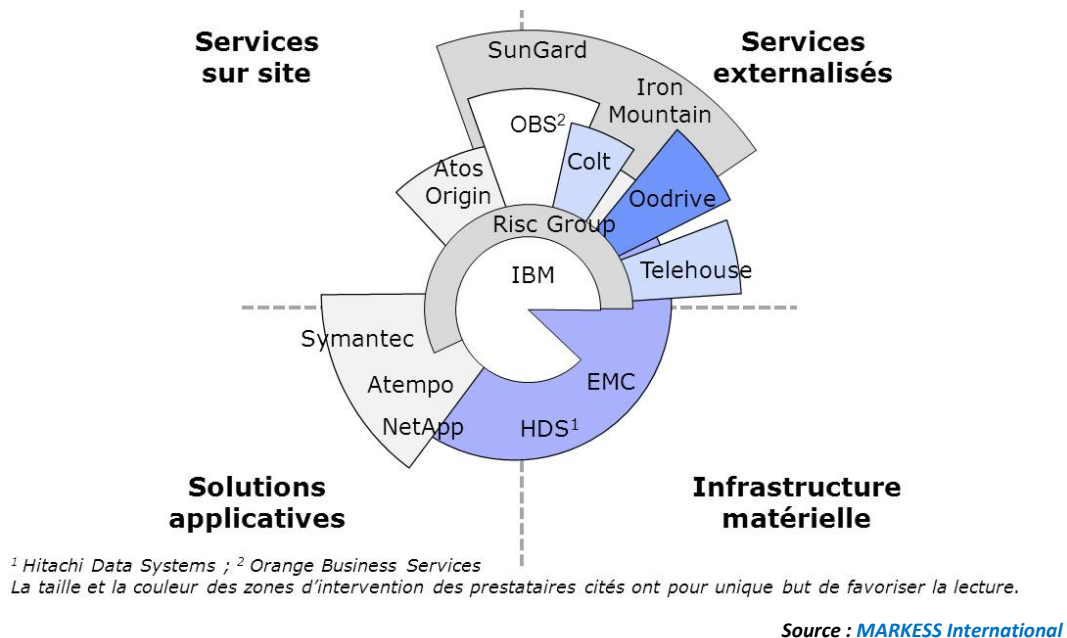 Services
sur site
Services
externalisés
SunGard
Iron
Mountain
OBS²
Colt
Atos
Origin
Oodrive
Risc Group
Telehouse
IBM
Symantec
Atempo
EMC
NetApp
HDS¹
Solutions
applicatives
Infrastructure
matérielle
¹ Hitachi Data Systems ; ² Orange Business Services
La taille et la couleur des zones d’intervention des prestataires cités ont pour unique but de favoriser la lecture.
Source : MARKESS International